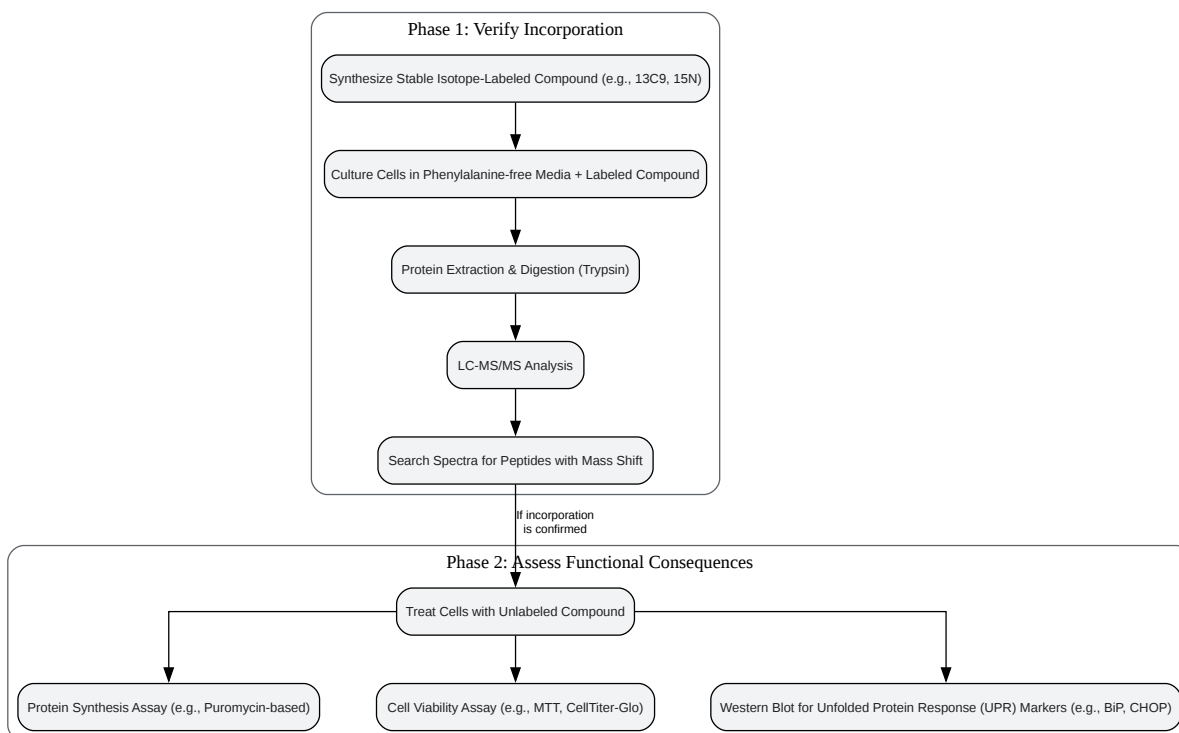 Phase 1: Verify Incorporation
Synthesize Stable Isotope-Labeled Compound (e.g., 13C9, 15N)
Culture Cells in Phenylalanine-free Media + Labeled Compound
Protein Extraction & Digestion (Trypsin)
LC-MS/MS Analysis
Search Spectra for Peptides with Mass Shift
If incorporation
is confirmed
Phase 2: Assess Functional Consequences
Treat Cells with Unlabeled Compound
Protein Synthesis Assay (e.g., Puromycin-based)
Cell Viability Assay (e.g., MTT, CellTiter-Glo)
Western Blot for Unfolded Protein Response (UPR) Markers (e.g., BiP, CHOP)